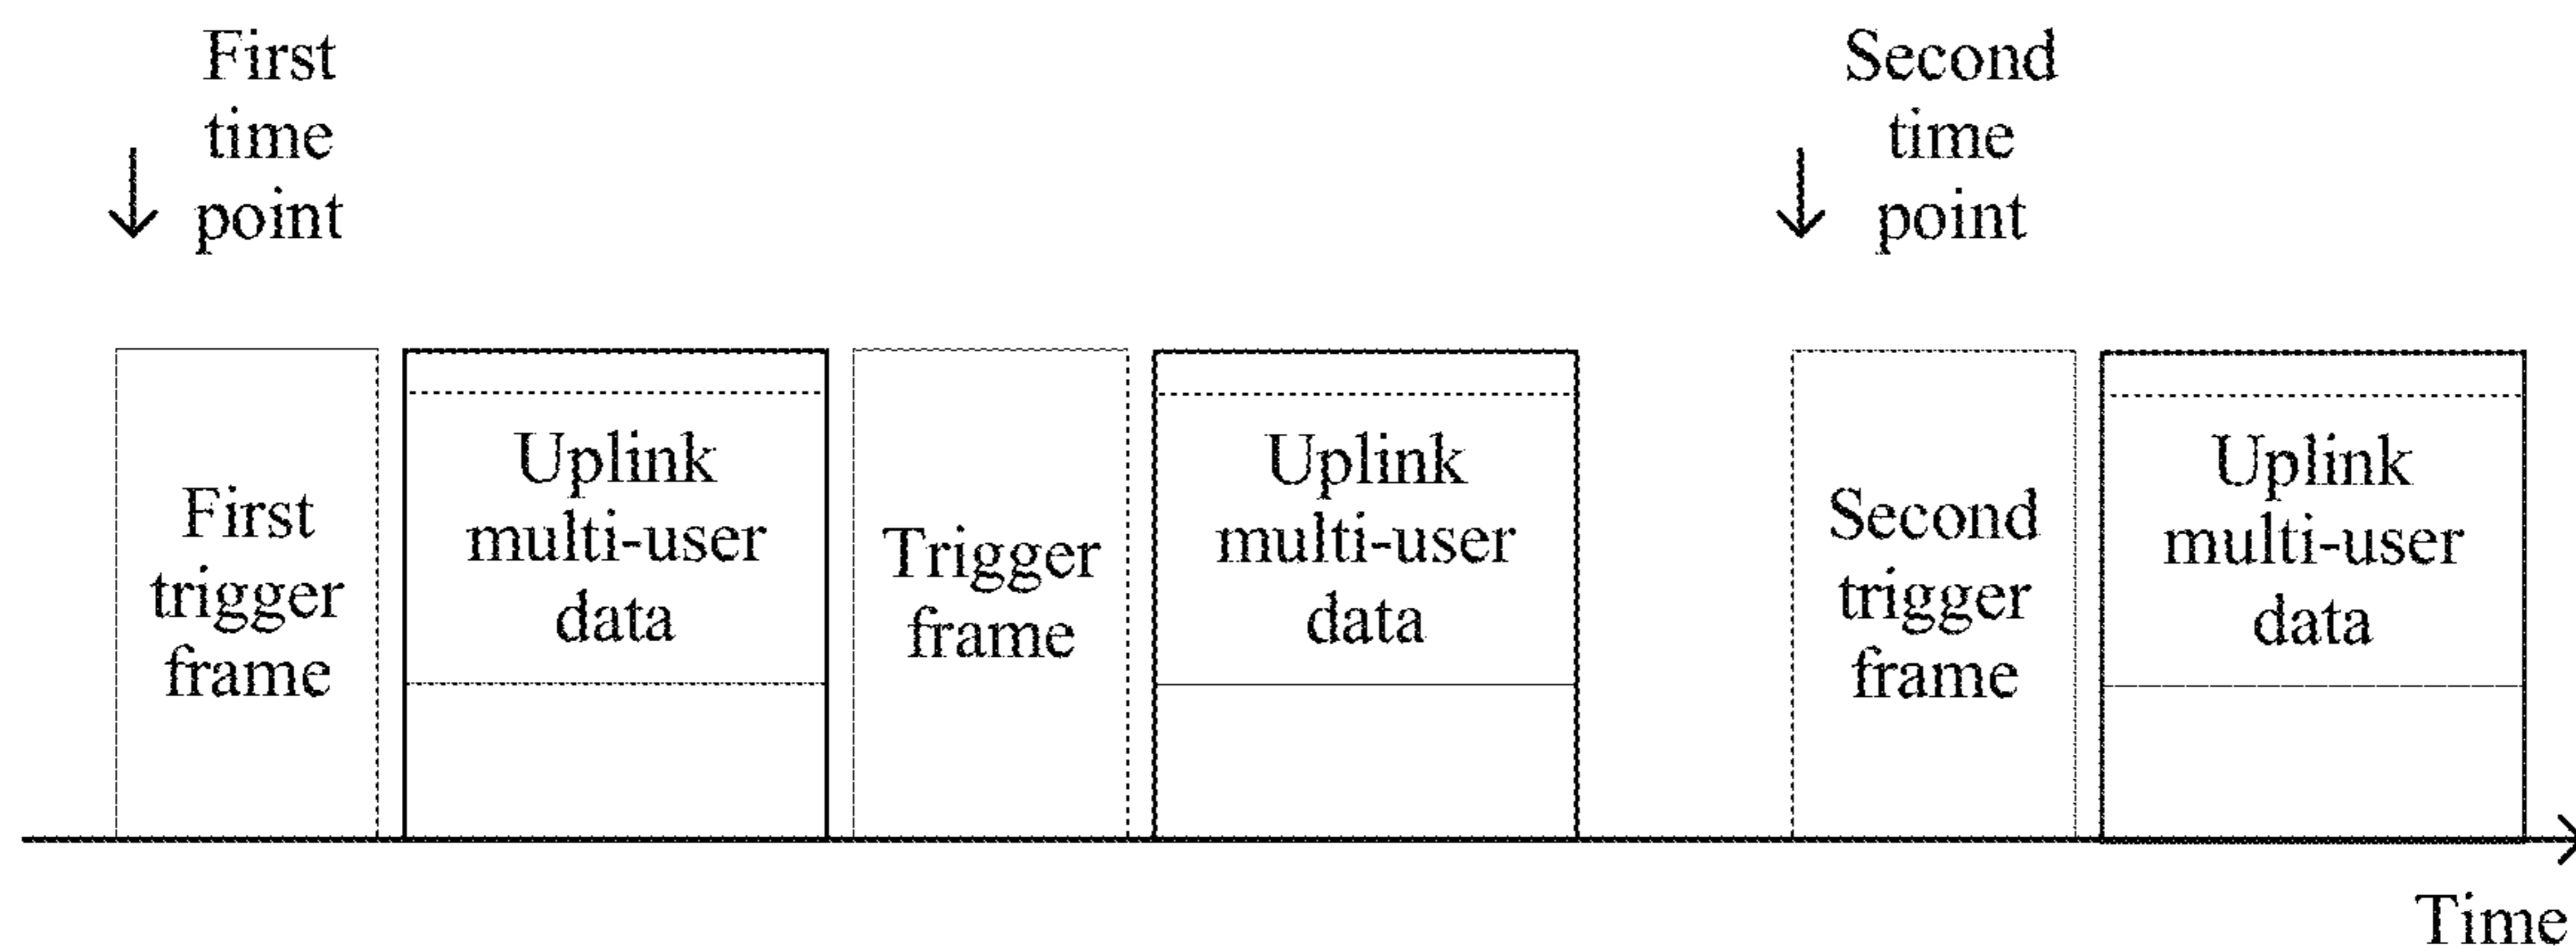 First
time
point
Second
time
point
First
trigger
frame
Uplink
multi-user
data
Trigger
frame
Uplink
multi-user
data
Second
trigger
frame
Uplink
multi-user
data
Time